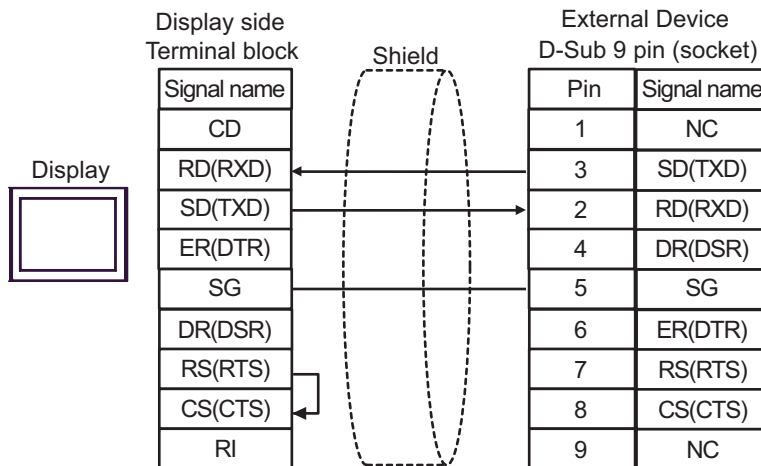 Display side
Terminal block
Shield
External Device
D-Sub 9 pin (socket)
Display
Signal name
Pin
Signal name
CD
1
NC
RD(RXD)
3
SD(TXD)
SD(TXD)
2
RD(RXD)
ER(DTR)
4
DR(DSR)
SG
5
SG
DR(DSR)
6
ER(DTR)
RS(RTS)
7
RS(RTS)
CS(CTS)
8
CS(CTS)
RI
9
NC